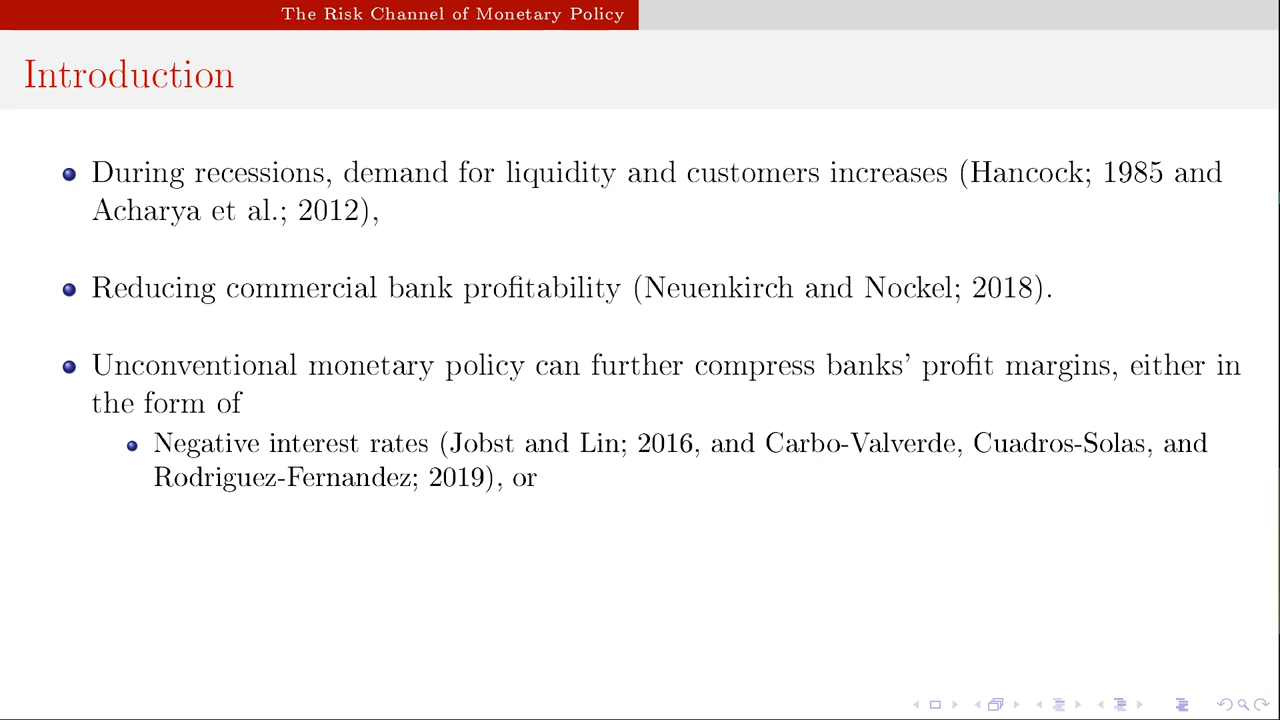 The Risk Channel of Monetary Policy
Introduction
During recessions, demand for liquidity and customers increases (Hancock; 1985 and
Acharya et al.; 2012),
Reducing commercial bank profitability (Neuenkirch and Nockel; 2018).
Unconventional monetary policy can further compress banks' profit margins, either in
the form of
Negative interest rates (Jobst and Lin; 2016, and Carbo-Valverde, Cuadros-Solas, and
Rodriguez-Fernandez; 2019), or